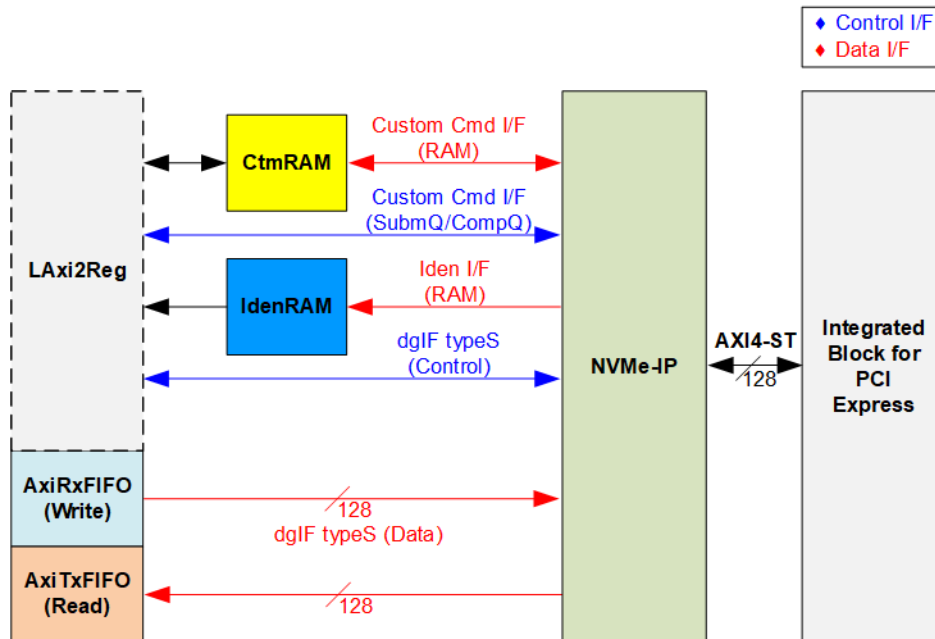 ♦ Control I/F
♦ Data I/F
Custom Cmd I/F
(RAM)
CtmRAM
Custom Cmd I/F
(SubmQ/CompQ)
LAxi2Reg
Iden I/F
(RAM)
IdenRAM
dgIF typeS
(Control)
NVMe-IP
AXI4-ST
128
Integrated
Block for
PCI
Express
AxiRxFIFO
(Write)
128
dgIF typeS (Data)
AxiTxFIFO
(Read)
128